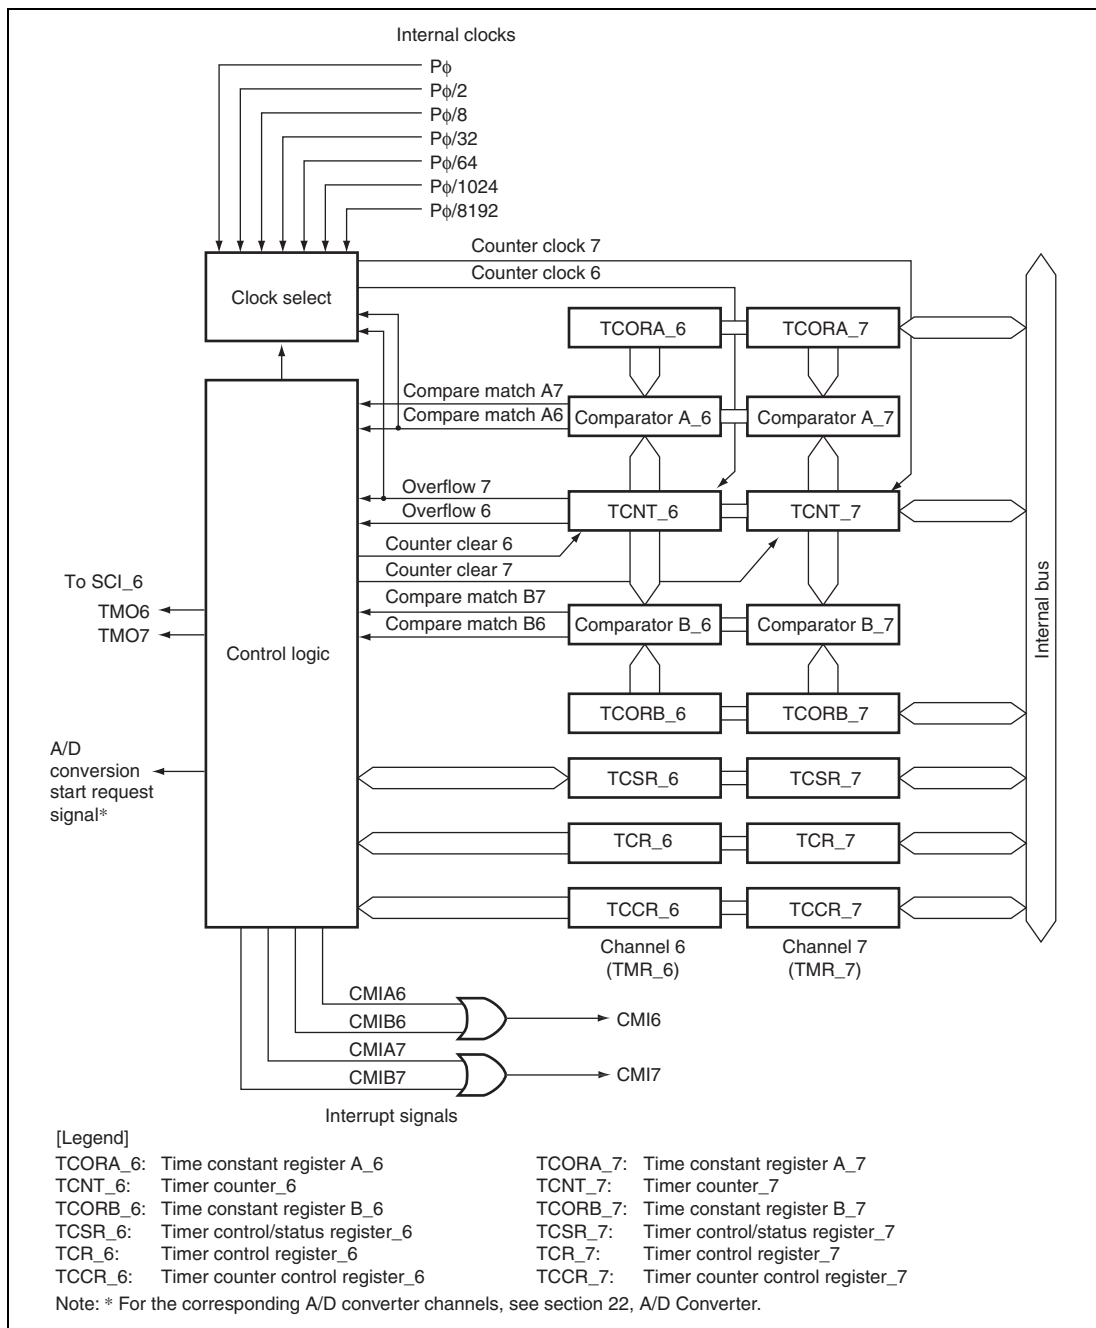 Internal clocks
Pϕ
Pϕ/2
Pϕ/8
Pϕ/32
Pϕ/64
Pϕ/1024
Pϕ/8192
Counter clock 7
Counter clock 6
Clock select
TCORA_6
TCORA_7
Compare match A7
Compare match A6
Comparator A_6
Comparator A_7
Overflow 7
Overflow 6
TCNT_6
TCNT_7
Counter clear 6
Counter clear 7
To SCI_6
TMO6
TMO7
Compare match B7
Compare match B6
Comparator B_6
Comparator B_7
Control logic
Internal bus
TCORB_6
TCORB_7
A/D
conversion
start request
signal*
TCSR_6
TCSR_7
TCR_6
TCR_7
TCCR_6
TCCR_7
Channel 6
(TMR_6)
Channel 7
(TMR_7)
CMIA6
CMIB6
CMI6
CMIA7
CMIB7
CMI7
Interrupt signals
[Legend]
TCORA_6: Time constant register A_6
TCORA_7: Time constant register A_7
TCNT_6: Timer counter_6
TCNT_7: Timer counter_7
TCORB_6: Time constant register B_6
TCORB_7: Time constant register B_7
TCSR_6: Timer control/status register_6
TCSR_7: Timer control/status register_7
TCR_6: Timer control register_6
TCR_7: Timer control register_7
TCCR_6: Timer counter control register_6
TCCR_7: Timer counter control register_7
Note: * For the corresponding A/D converter channels, see section 22, A/D Converter.